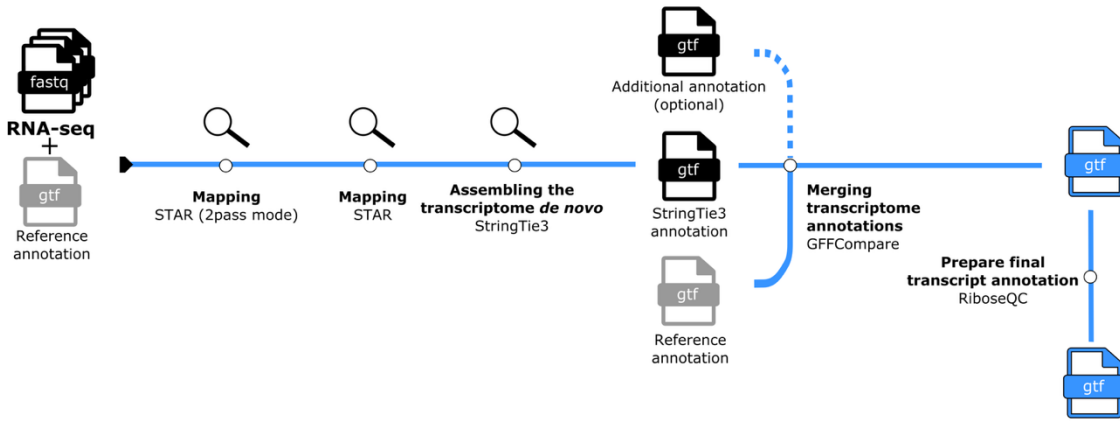 fastq
RNA-seq
+
gtf
Reference
annotation
Mapping
STAR (2pass mode)
Mapping
STAR
Assembling the
transcriptome de novo
StringTie3
gtf
Additional annotation
(optional)
gtf
StringTie3
annotation
gtf
Reference
annotation
Merging
transcriptome
annotations
GFFCompare
gtf
Prepare final
transcript annotation
RiboseQC
gtf